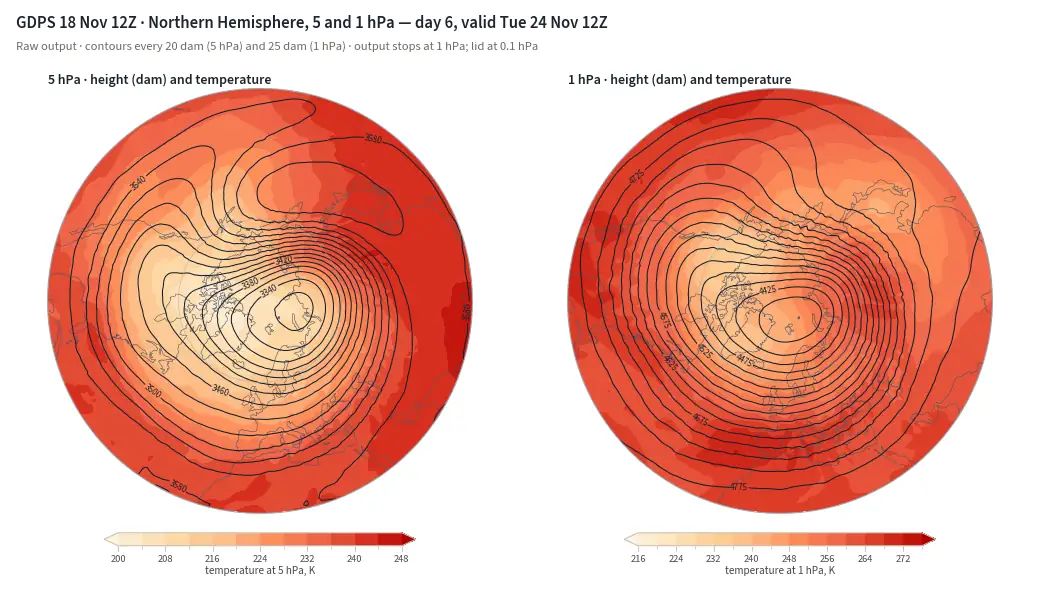 GDPS 18 Nov 12Z · Northern Hemisphere, 5 and 1 hPa — day 6, valid Tue 24 Nov 12Z
Raw output · contours every 20 dam (5 hPa) and 25 dam (1 hPa) · output stops at 1 hPa; lid at 0.1 hPa
5 hPa · height (dam) and temperature
1 hPa · height (dam) and temperature
3580
3540
3420
3380
3340
3500
3460
3580
4725
4425
4575
4525
4475
4675
4775
200 208 216 224 232 240 248
temperature at 5 hPa, K
216 224 232 240 248 256 264 272
temperature at 1 hPa, K